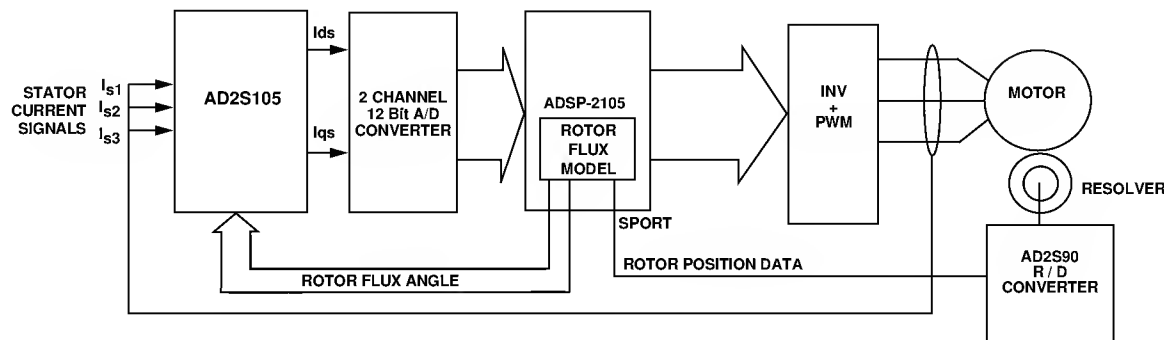 STATOR
CURRENT
SIGNALS
Is1
Is2
Is3
AD2S105
Ids
Iqs
2 CHANNEL
12 Bit A/D
CONVERTER
ADSP-2105
ROTOR
FLUX
MODEL
SPORT
INV
+
PWM
MOTOR
RESOLVER
ROTOR FLUX ANGLE
ROTOR POSITION DATA
AD2S90
R / D
CONVERTER